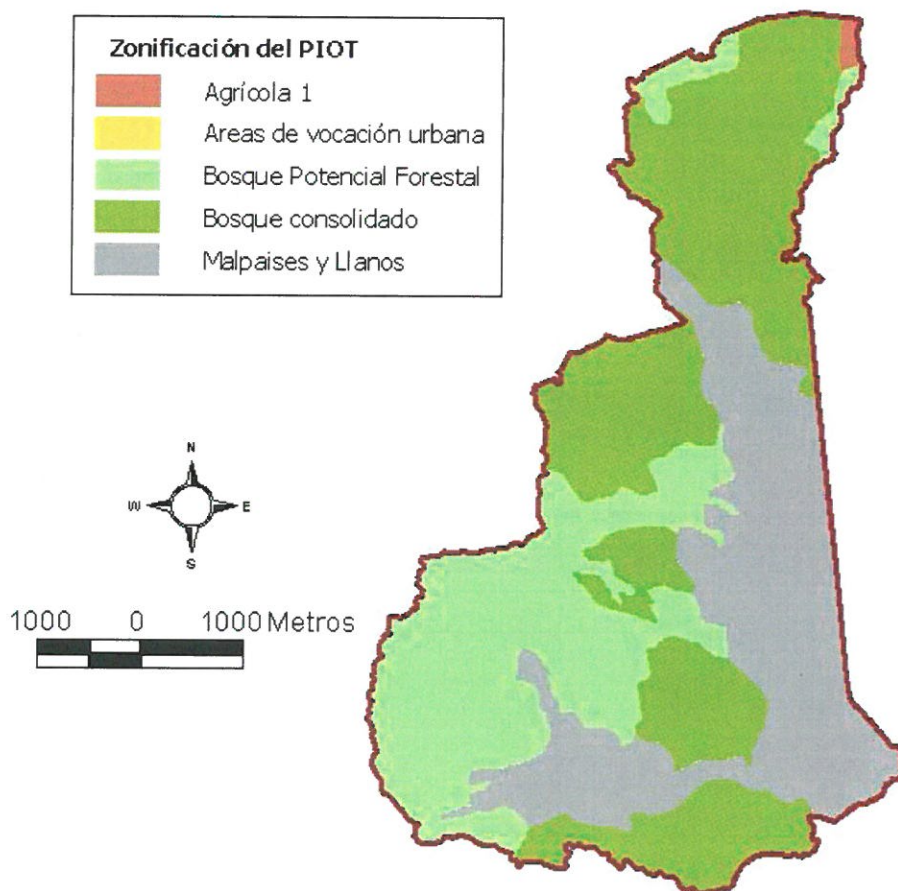 Zonificación del PIOT
Agrícola 1
Areas de vocación urbana
Bosque Potencial Forestal
Bosque consolidado
Malpaises y Llanos
N
W E
S
1000 0 1000 Metros